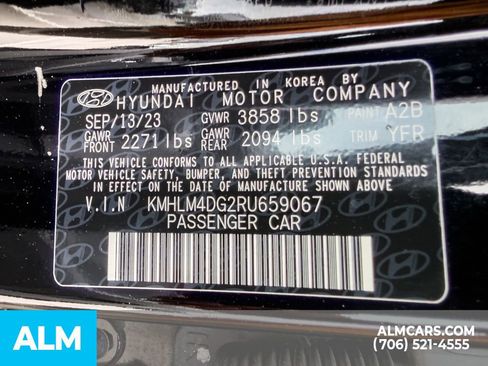 MANUFACTURED IN KOREA BY
HYUNDAI MOTOR COMPANY
SEP/13/23 GVWR 3858 lbs PAINT A2B
GAWR FRONT 2271 lbs GAWR REAR 2094 lbs TRIM YFR
THIS VEHICLE CONFORMS TO ALL APPLICABLE U.S.A. FEDERAL
MOTOR VEHICLE SAFETY, BUMPER, AND THEFT PREVENTION STANDARDS
IN EFFECT ON THE DATE OF MANUFACTURE SHOWN ABOVE.
V.I.N KMHLM4DG2RU659067
PASSENGER CAR
ALM
ALMCARS.COM
(706) 521-4555